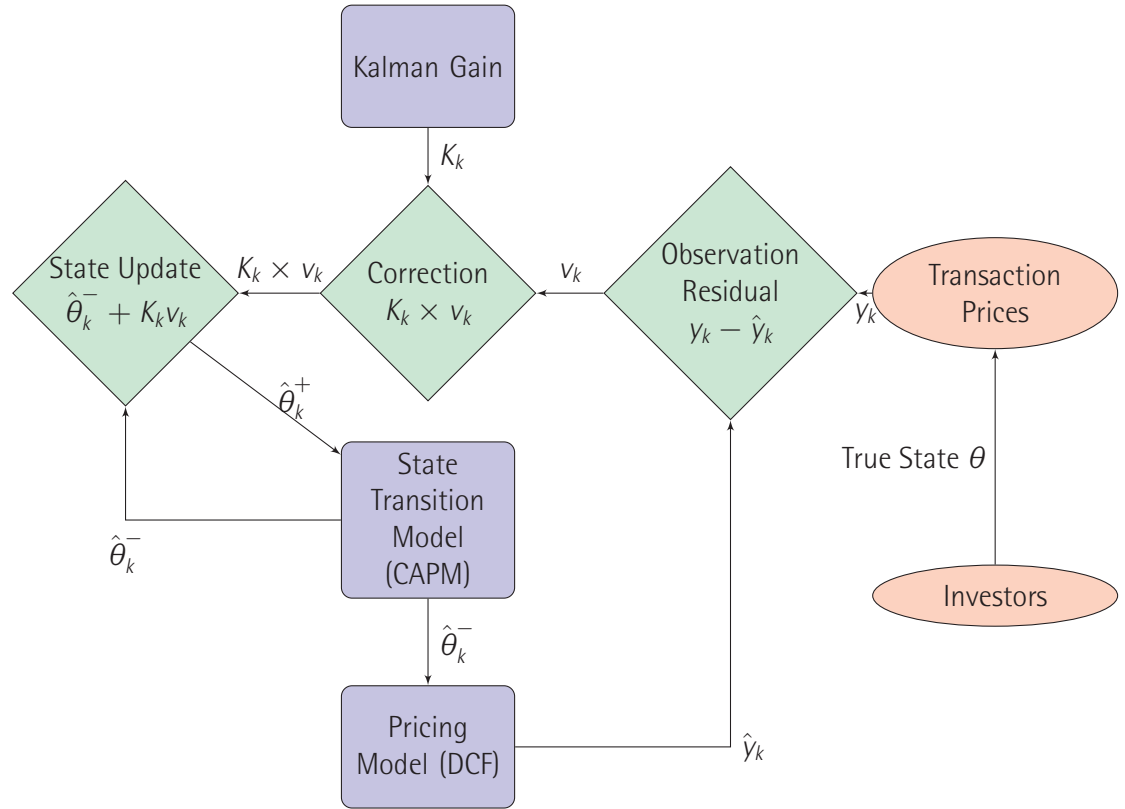 Kalman Gain
K_k
State Update
θ̂_k^- + K_k v_k
K_k × v_k
Correction
K_k × v_k
v_k
Observation
Residual
y_k − ŷ_k
y_k
Transaction
Prices
θ̂_k^+
True State θ
State
Transition
Model
(CAPM)
θ̂_k^-
Investors
θ̂_k^-
Pricing
Model (DCF)
ŷ_k